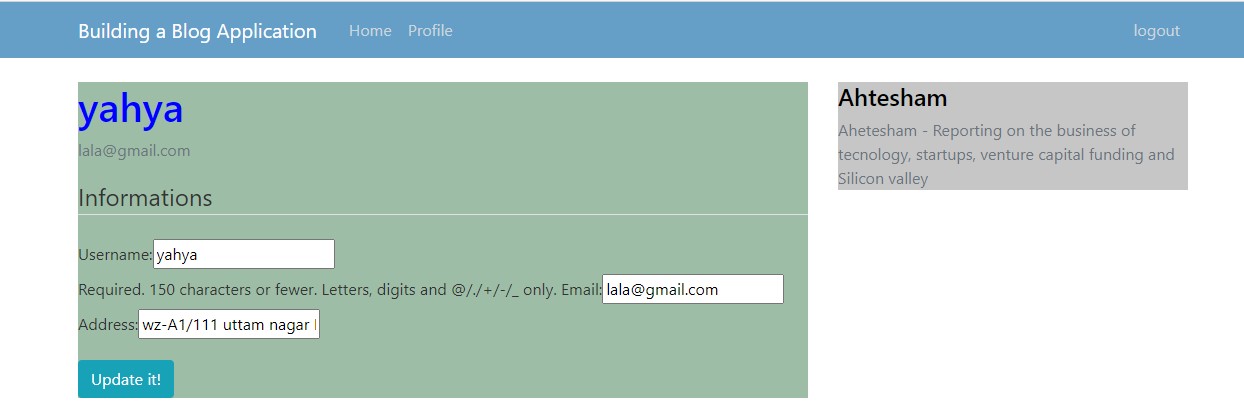 Building a Blog Application Home Profile logout
yahya
lala@gmail.com
Informations
Username: yahya
Required. 150 characters or fewer. Letters, digits and @/./+/-/_ only. Email: lala@gmail.com
Address: wz-A1/111 uttam nagar
Update it!
Ahtesham
Ahetesham - Reporting on the business of
tecnology, startups, venture capital funding and
Silicon valley